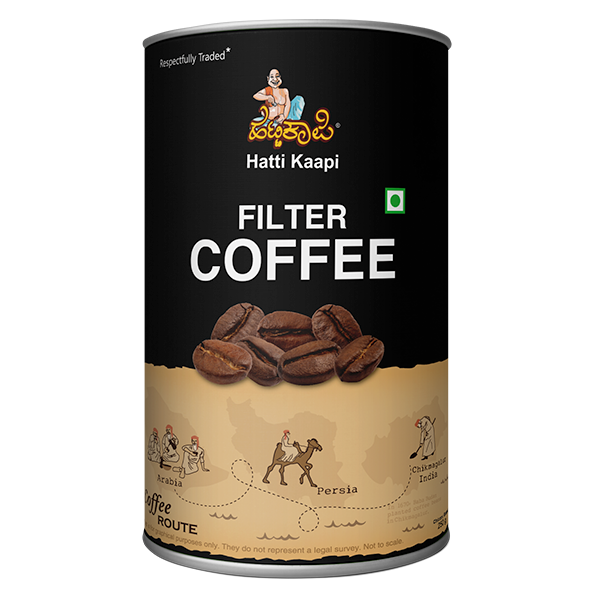 Respectfully Traded*
ಹಟ್ಟಿಕಾಪಿ®
Hatti Kaapi
FILTER
COFFEE
Arabia
Persia
Chikmagalur
India
Coffee
ROUTE
purposes only. They do not represent a legal survey. Not to scale.